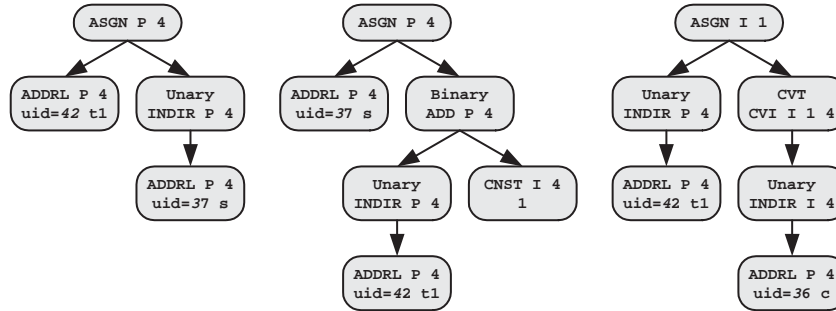 ASGN P 4
ADDRL P 4
uid=42 t1
Unary
INDIR P 4
ADDRL P 4
uid=37 s
ASGN P 4
ADDRL P 4
uid=37 s
Binary
ADD P 4
Unary
INDIR P 4
CNST I 4
1
ADDRL P 4
uid=42 t1
ASGN I 1
Unary
INDIR P 4
CVT
CVI I 1 4
ADDRL P 4
uid=42 t1
Unary
INDIR I 4
ADDRL P 4
uid=36 c